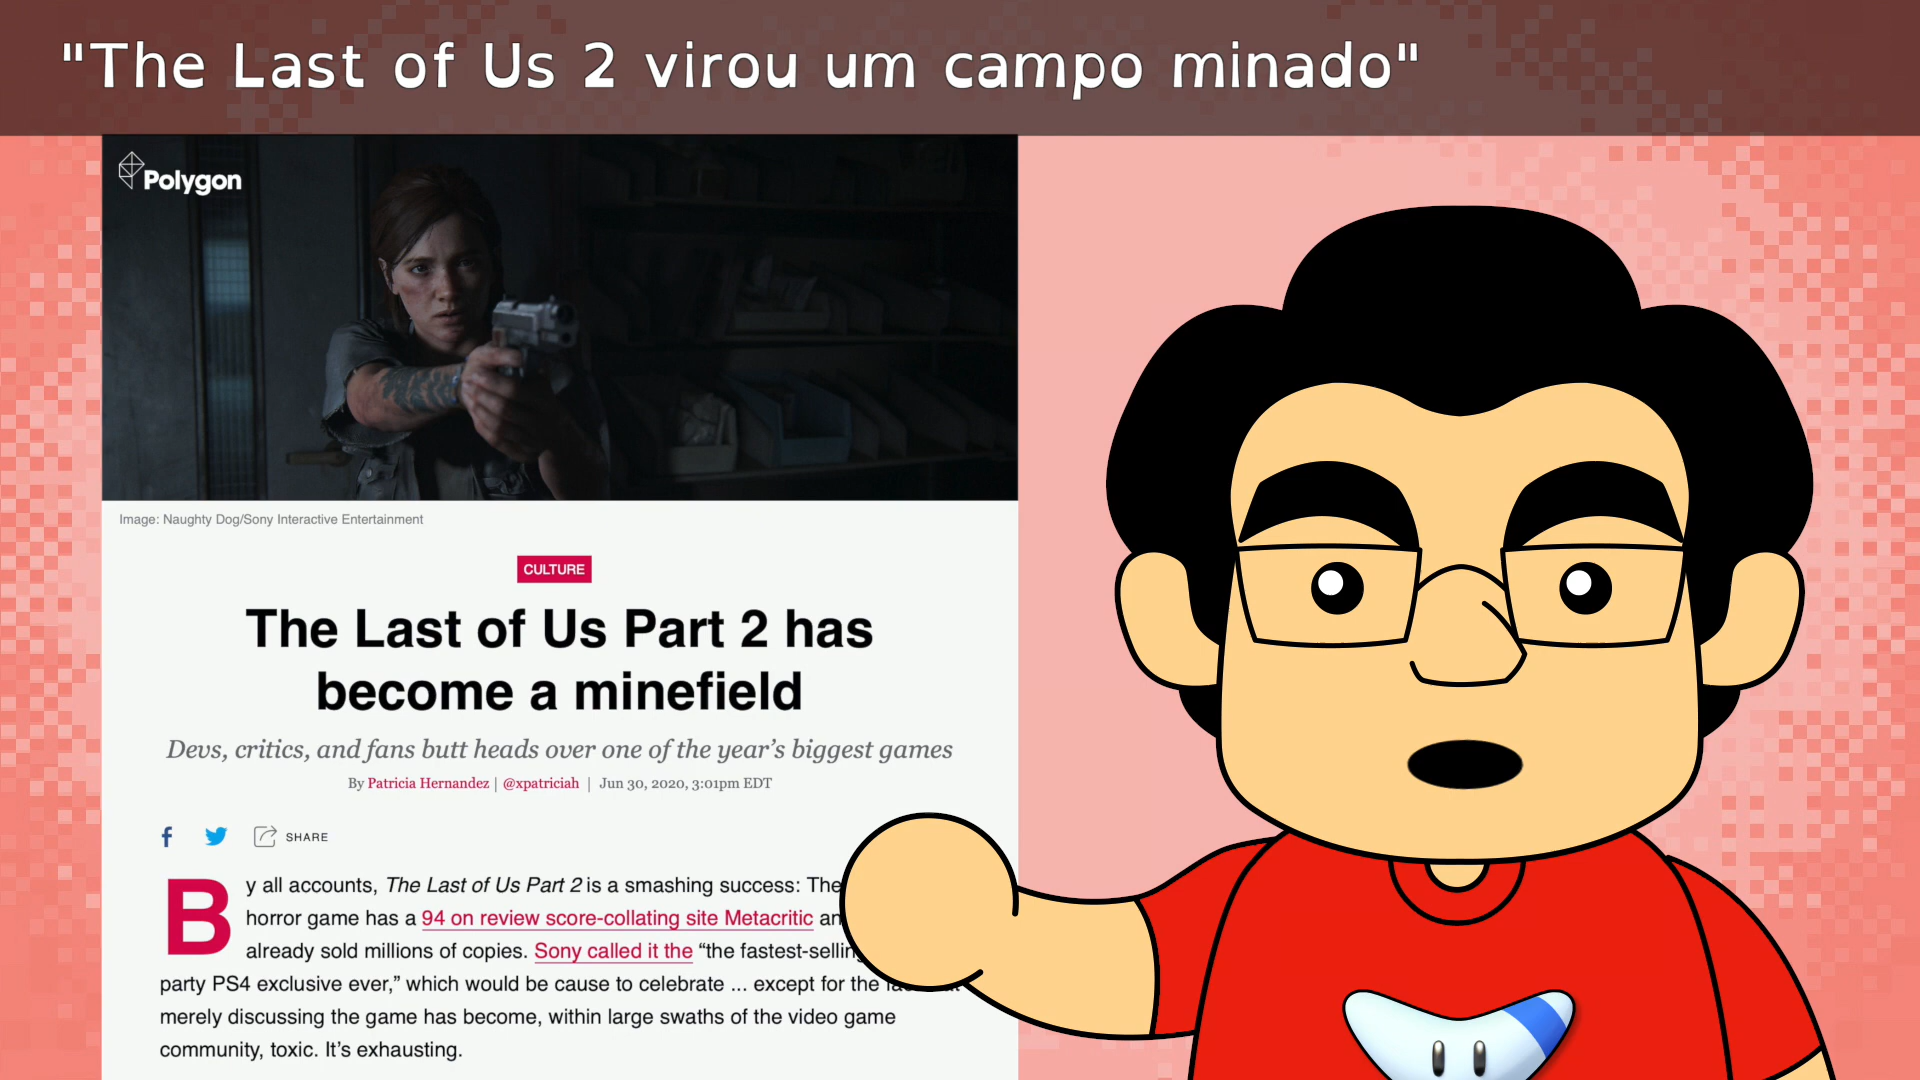 "The Last of Us 2 virou um campo minado"
Polygon
Image: Naughty Dog/Sony Interactive Entertainment
CULTURE
The Last of Us Part 2 has
become a minefield
Devs, critics, and fans butt heads over one of the year's biggest games
By Patricia Hernandez | @xpatriciah | Jun 30, 2020, 3:01pm EDT
SHARE
By all accounts, The Last of Us Part 2 is a smashing success: The
horror game has a 94 on review score-collating site Metacritic
already sold millions of copies. Sony called it the “the
party PS4 exclusive ever,” which would be cause to celebrate ... except for the
merely discussing the game has become, within large swaths of the video game
community, toxic. It’s exhausting.